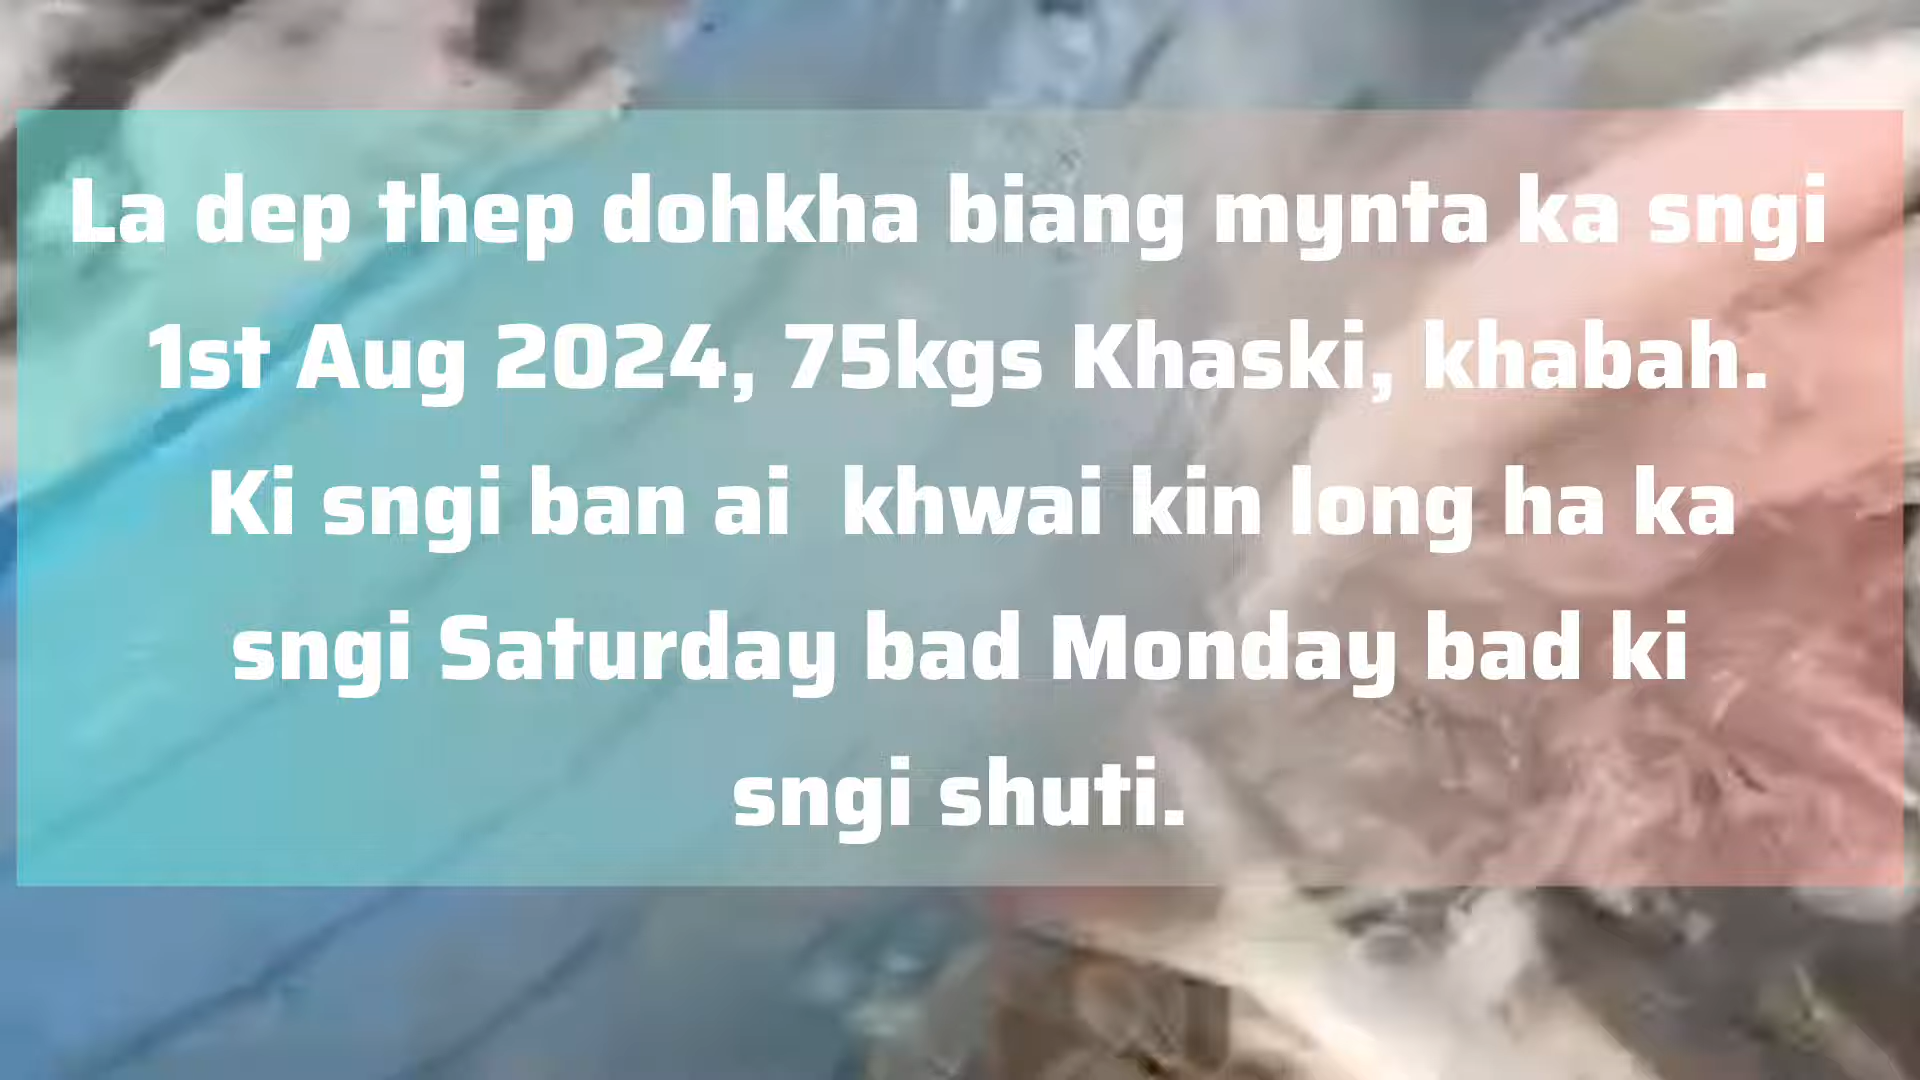 La dep thep dohkha biang mynta ka sngi
1st Aug 2024, 75kgs Khaski, khabah.
Ki sngi ban ai  khwai kin long ha ka
sngi Saturday bad Monday bad ki
sngi shuti.